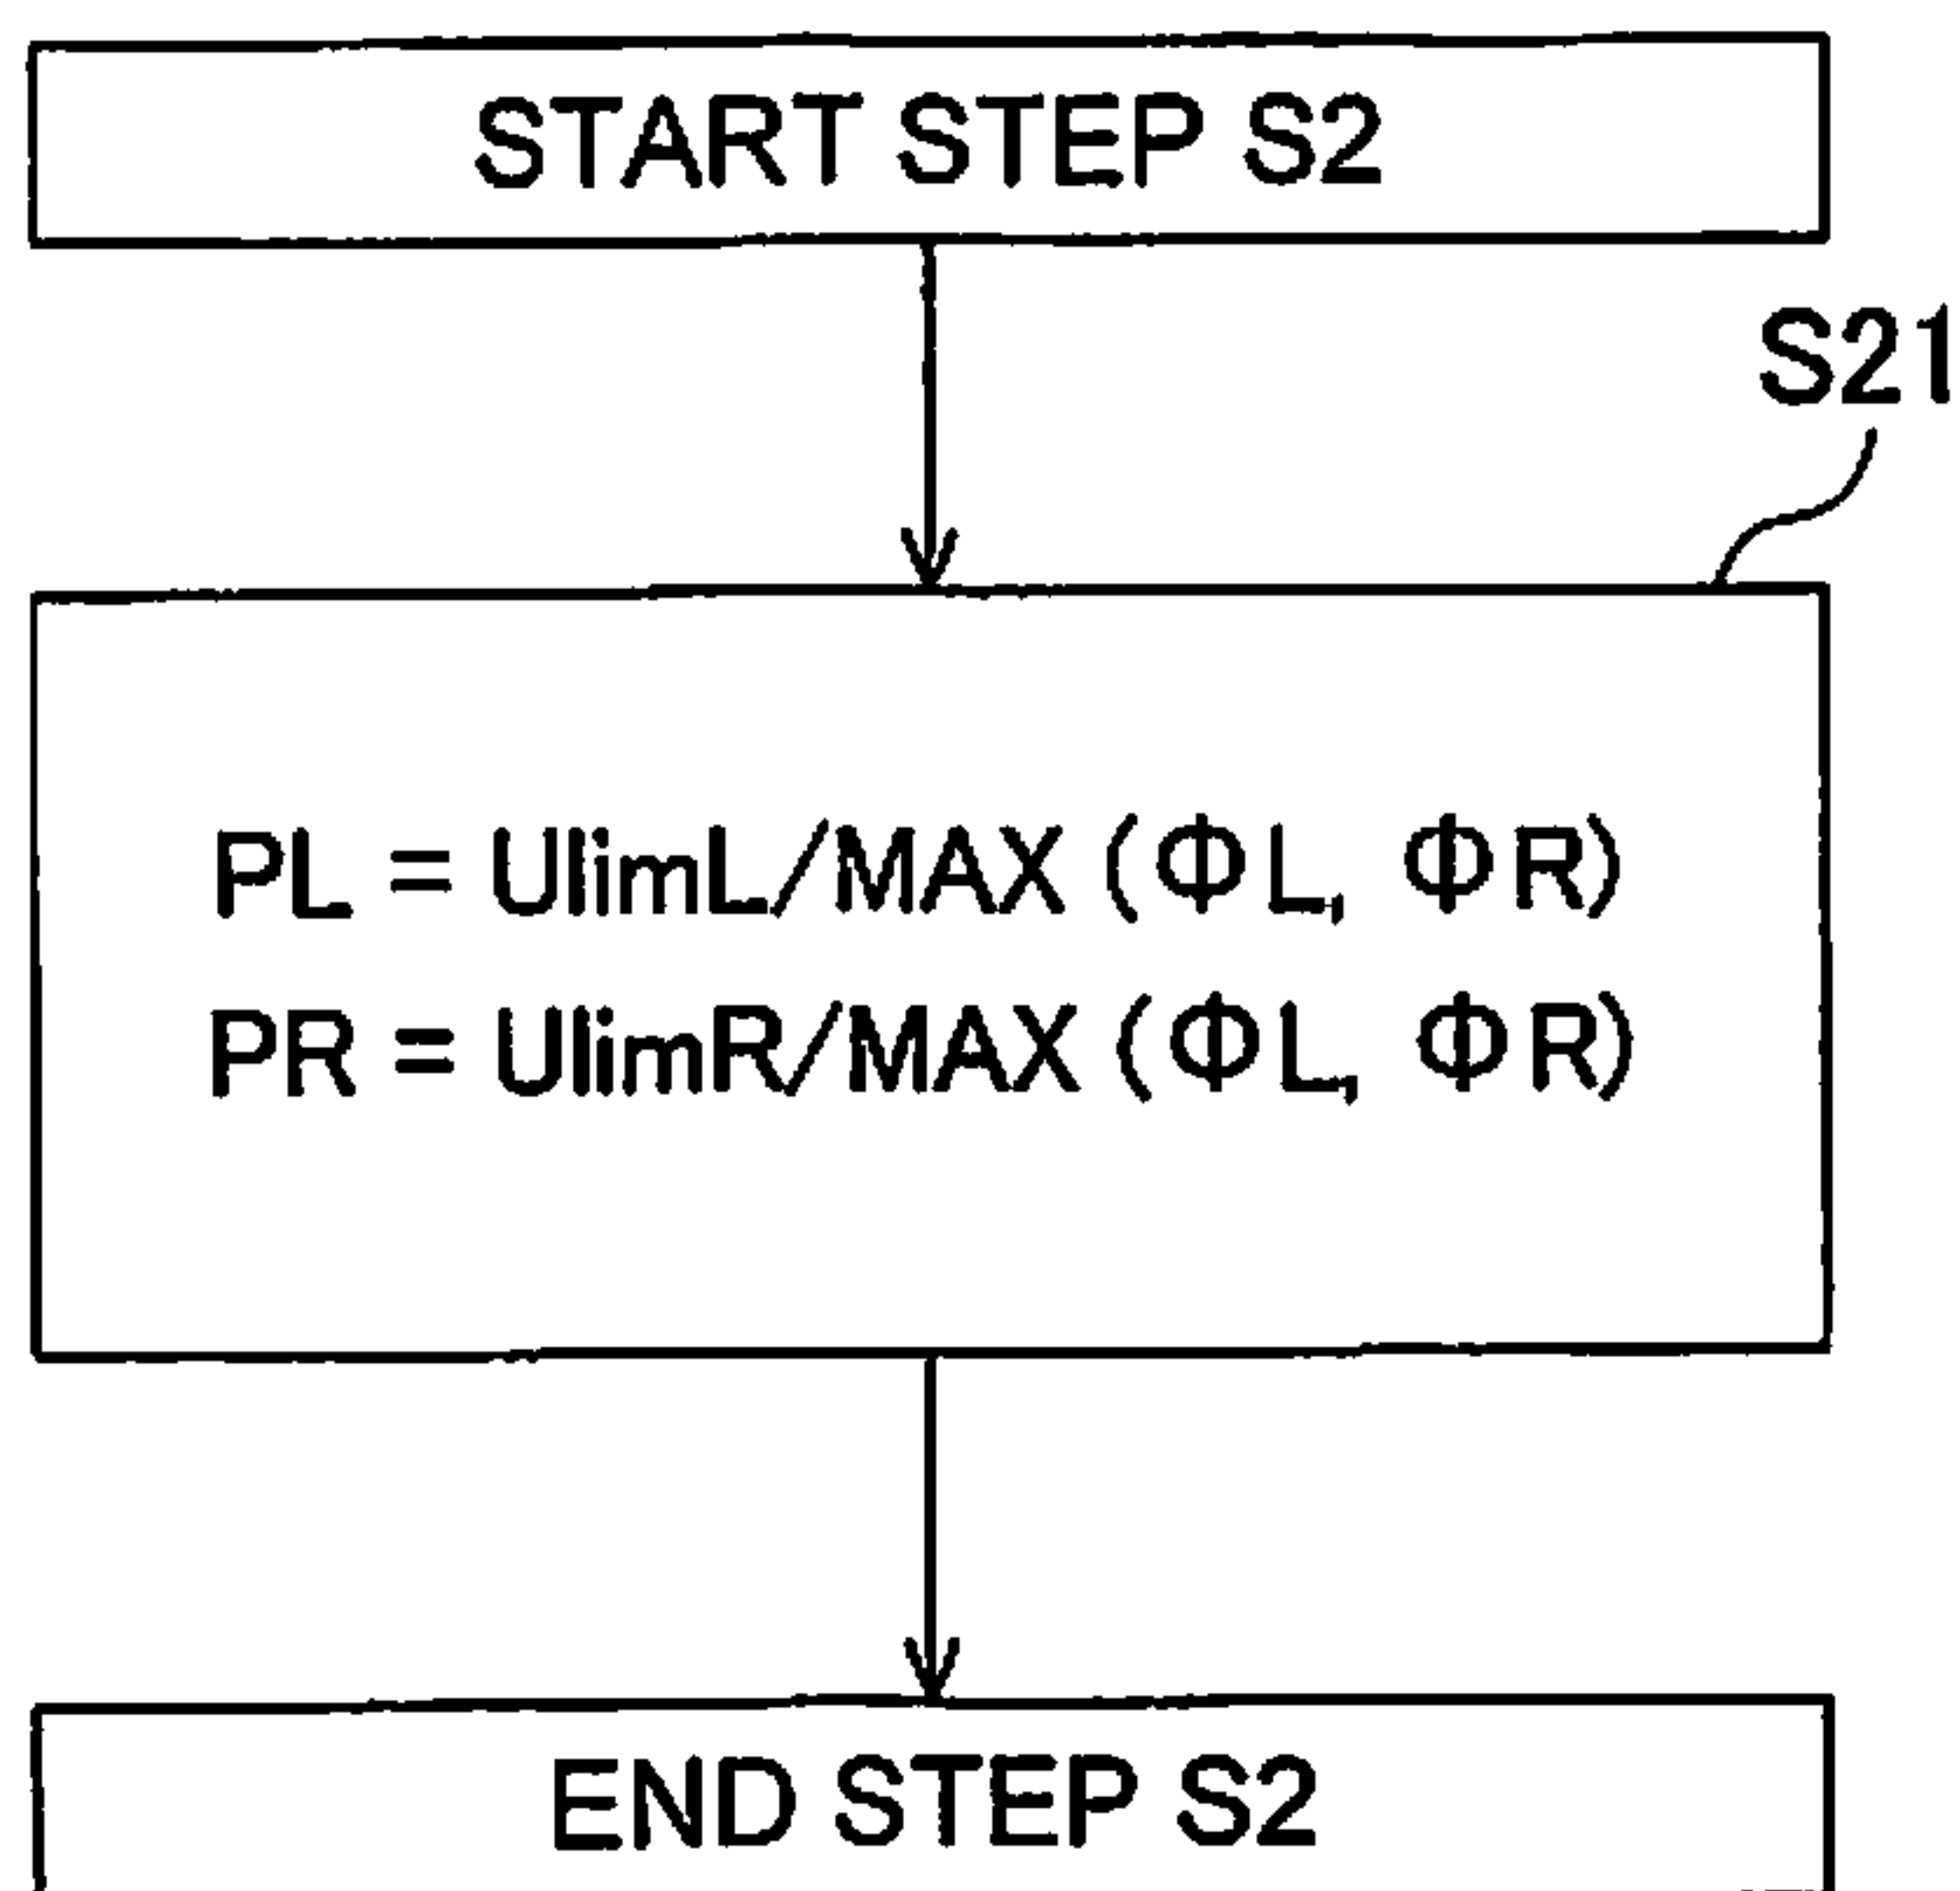 START STEP S2
S21
PL = UlimL/MAX (ΦL, ΦR)
PR = UlimR/MAX (ΦL, ΦR)
END STEP S2